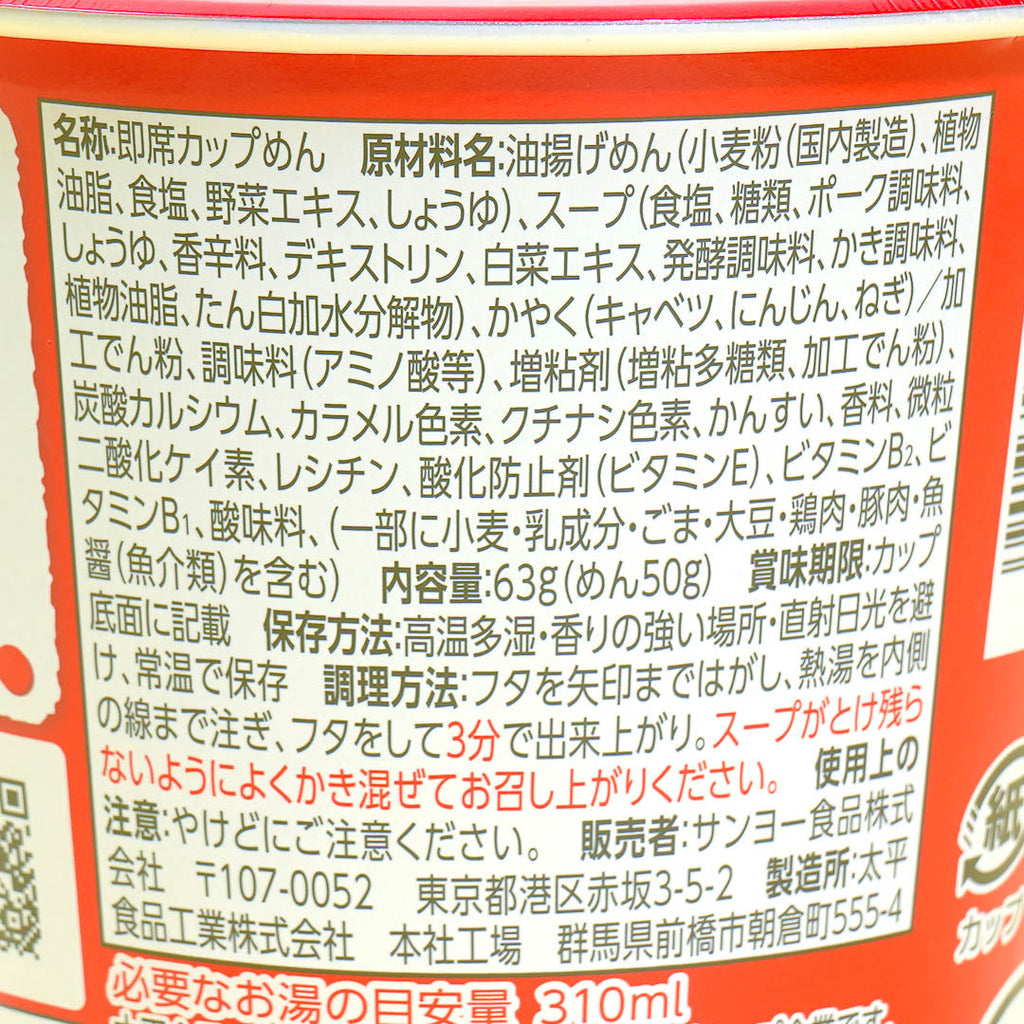 名称:即席カップめん 原材料名:油揚げめん(小麦粉(国内製造)、植物
油脂、食塩、野菜エキス、しょうゆ)、スープ(食塩、糖類、ポーク調味料、
しょうゆ、香辛料、デキストリン、白菜エキス、発酵調味料、かき調味料、
植物油脂、たん白加水分解物)、かやく(キャベツ、にんじん、ねぎ)/加
工でん粉、調味料(アミノ酸等)、増粘剤(増粘多糖類、加工でん粉)、
炭酸カルシウム、カラメル色素、クチナシ色素、かんすい、香料、微粒
二酸化ケイ素、レシチン、酸化防止剤(ビタミンE)、ビタミンB₂、ビ
タミンB₁、酸味料、(一部に小麦・乳成分・ごま・大豆・鶏肉・豚肉・魚
醤(魚介類)を含む) 内容量:63g(めん50g) 賞味期限:カップ
底面に記載 保存方法:高温多湿・香りの強い場所・直射日光を避
け、常温で保存 調理方法:フタを矢印まではがし、熱湯を内側
の線まで注ぎ、フタをして3分で出来上がり。スープがとけ残ら
ないようによくかき混ぜてお召し上がりください。 使用上の
注意:やけどにご注意ください。 販売者:サンヨー食品株式
会社 〒107-0052 東京都港区赤坂3-5-2 製造所:太平
食品工業株式会社 本社工場 群馬県前橋市朝倉町555-4
必要なお湯の目安量 310ml
紙
カップ